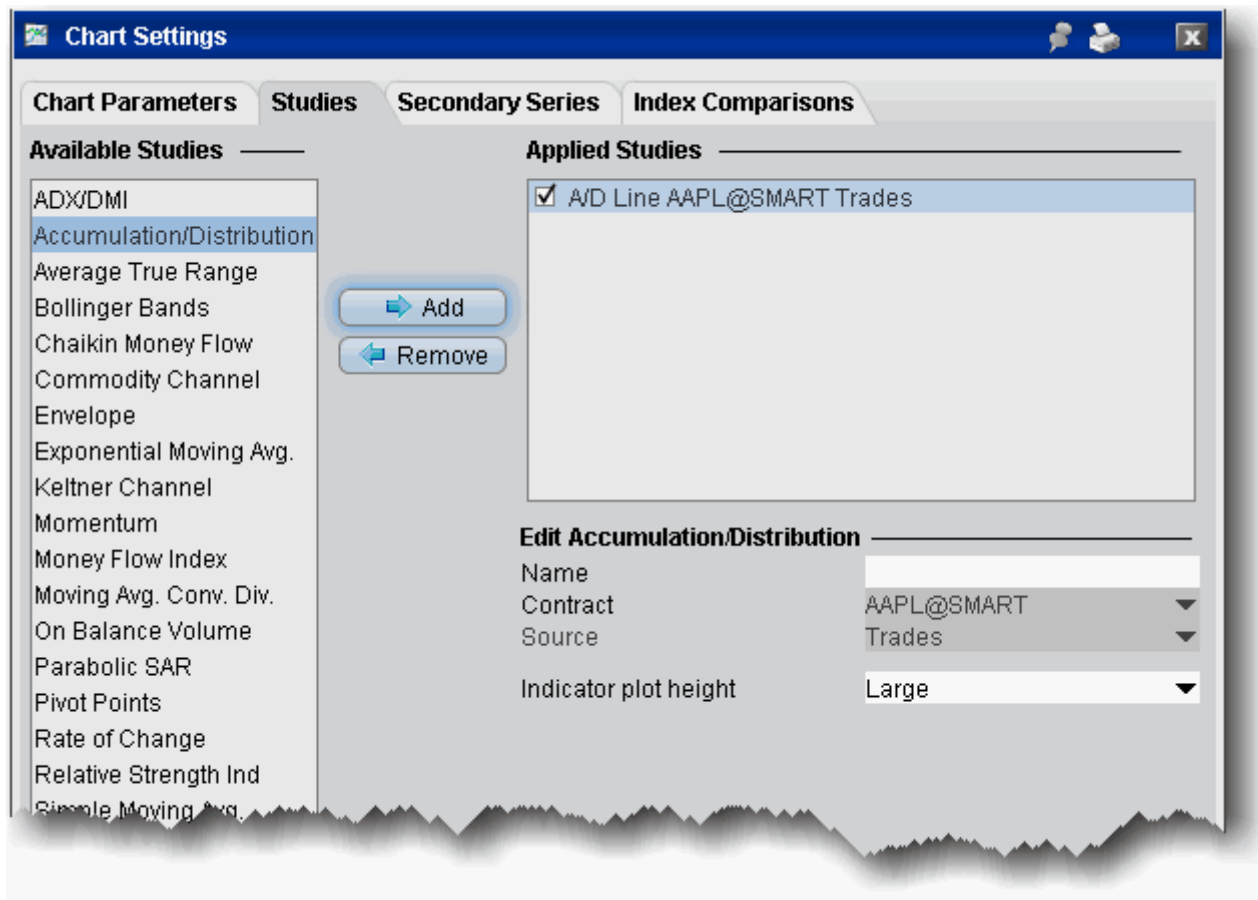 Chart Settings
Chart Parameters
Studies
Secondary Series
Index Comparisons
Available Studies
ADX/DMI
Accumulation/Distribution
Average True Range
Bollinger Bands
Chaikin Money Flow
Commodity Channel
Envelope
Exponential Moving Avg.
Keltner Channel
Momentum
Money Flow Index
Moving Avg. Conv. Div.
On Balance Volume
Parabolic SAR
Pivot Points
Rate of Change
Relative Strength Ind
Simple Moving Avg.
Add
Remove
Applied Studies
A/D Line AAPL@SMART Trades
Edit Accumulation/Distribution
Name
Contract AAPL@SMART
Source Trades
Indicator plot height Large